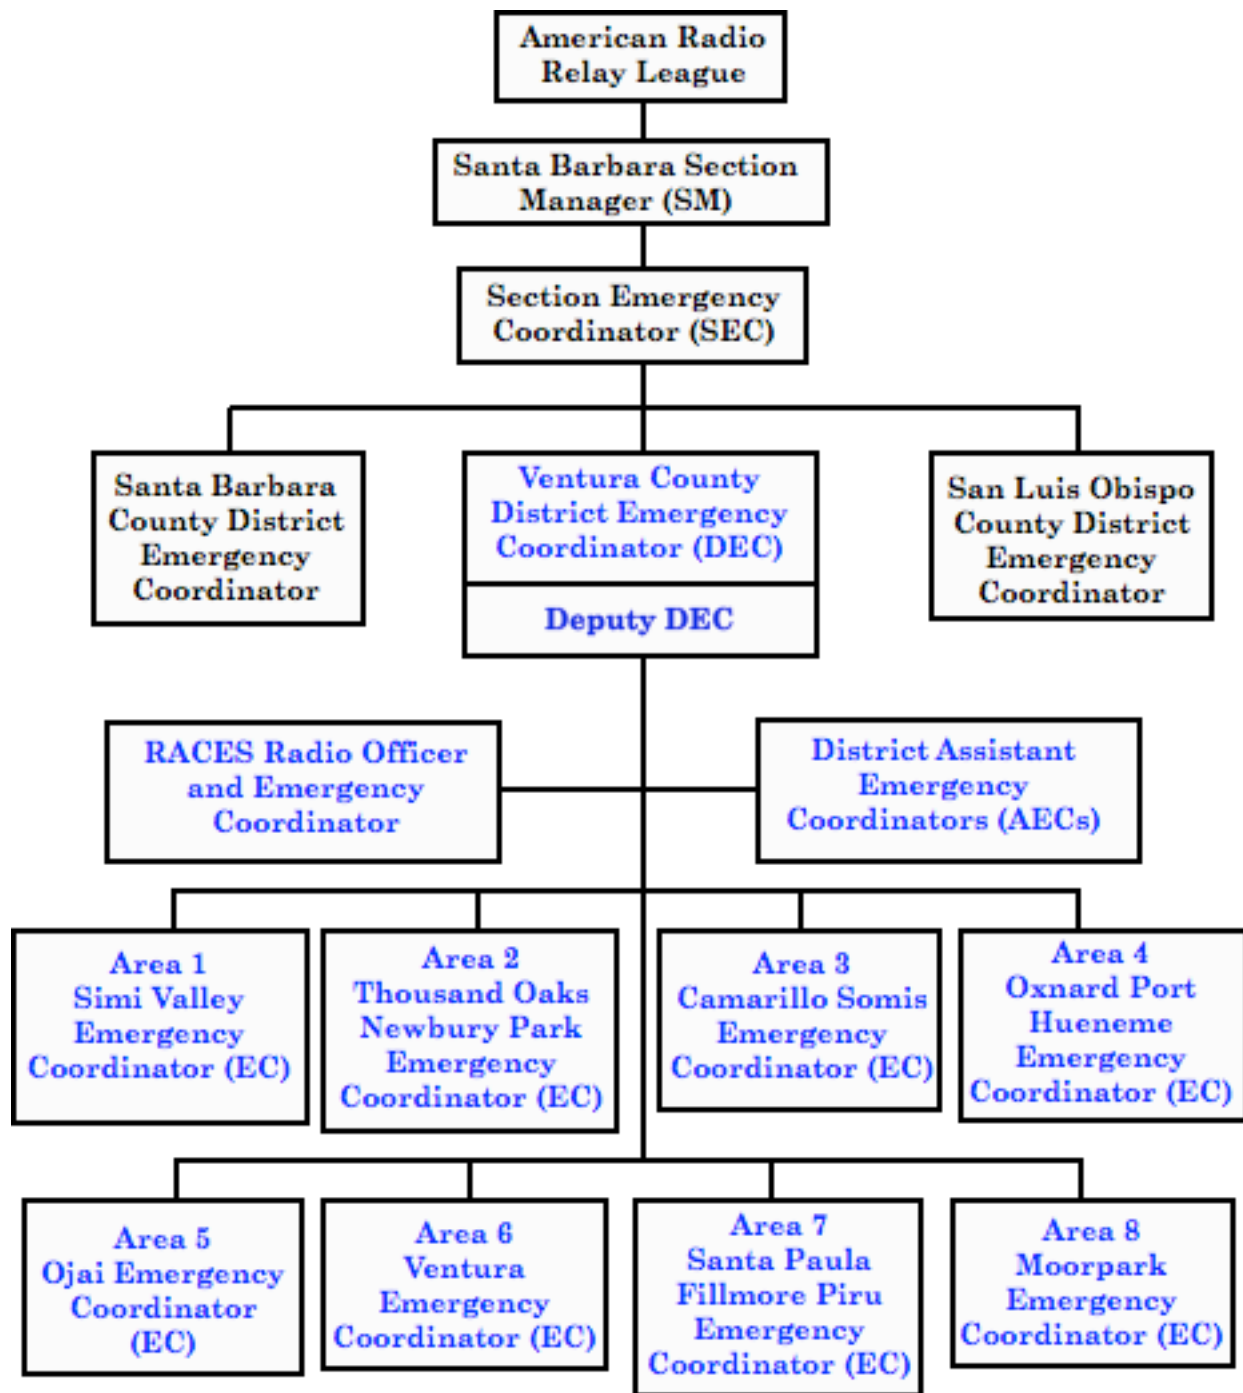 American Radio
Relay League
Santa Barbara Section
Manager (SM)
Section Emergency
Coordinator (SEC)
Santa Barbara
County District
Emergency
Coordinator
Ventura County
District Emergency
Coordinator (DEC)
Deputy DEC
San Luis Obispo
County District
Emergency
Coordinator
RACES Radio Officer
and Emergency
Coordinator
District Assistant
Emergency
Coordinators (AECs)
Area 1
Simi Valley
Emergency
Coordinator (EC)
Area 2
Thousand Oaks
Newbury Park
Emergency
Coordinator (EC)
Area 3
Camarillo Somis
Emergency
Coordinator (EC)
Area 4
Oxnard Port
Hueneme
Emergency
Coordinator (EC)
Area 5
Ojai Emergency
Coordinator
(EC)
Area 6
Ventura
Emergency
Coordinator (EC)
Area 7
Santa Paula
Fillmore Piru
Emergency
Coordinator (EC)
Area 8
Moorpark
Emergency
Coordinator (EC)